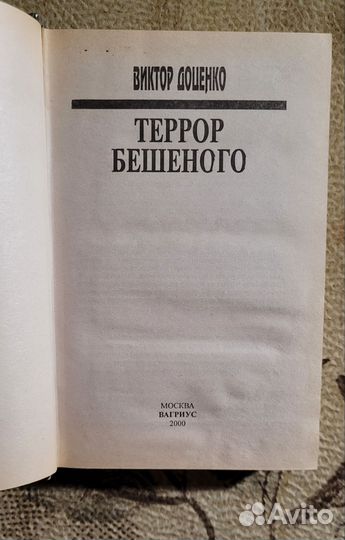 ВИКТОР ДОЦЕНКО
ТЕРРОР
БЕШЕНОГО
МОСКВА
ВАГРИУС
2000
Avito